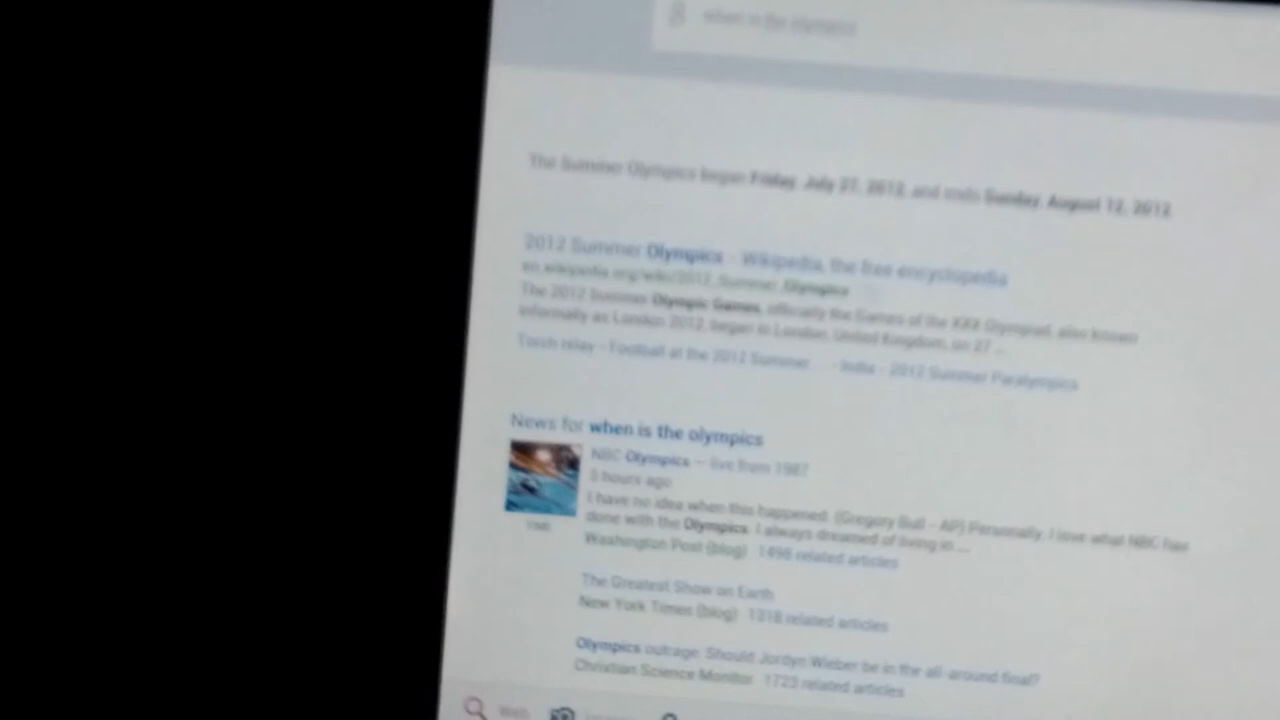 when is the olympics
The Summer Olympics began Friday, July 27, 2012, and ends Sunday, August 12, 2012.
2012 Summer Olympics - Wikipedia, the free encyclopedia
en.wikipedia.org/wiki/2012_Summer_Olympics
The 2012 Summer Olympic Games, officially the Games of the XXX Olympiad, also known
informally as London 2012, began in London, United Kingdom, on 27 ...
Torch relay - Football at the 2012 Summer ... - India - 2012 Summer Paralympics
News for when is the olympics
NBC Olympics — live from 1987
3 hours ago
I have no idea when this happened. (Gregory Bull - AP) Personally, I love what NBC has
done with the Olympics. I always dreamed of living in ...
TIME
Washington Post (blog) 1498 related articles
The Greatest Show on Earth
New York Times (blog) 1318 related articles
Olympics outrage: Should Jordyn Wieber be in the all-around final?
Christian Science Monitor 1723 related articles
Web